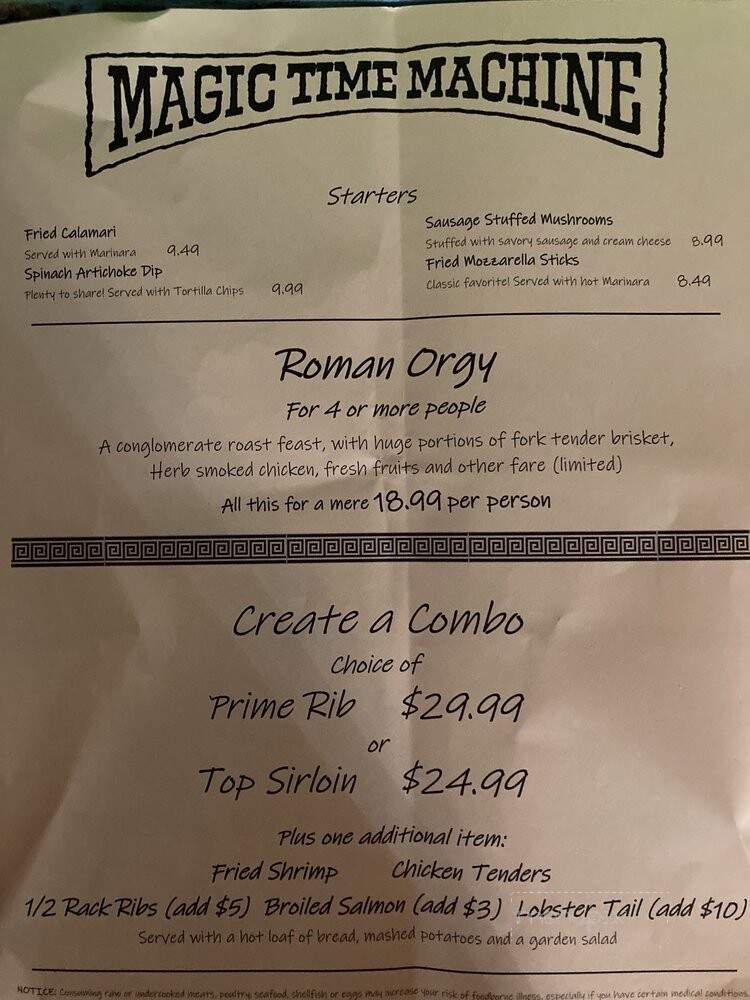 MAGIC TIME MACHINE
Starters
Fried Calamari
Served with Marinara 9.49
Spinach Artichoke Dip
Plenty to share! Served with Tortilla Chips 9.99
Sausage Stuffed Mushrooms
Stuffed with savory sausage and cream cheese 8.99
Fried Mozzarella Sticks
Classic favorite! Served with hot Marinara 8.49
Roman Orgy
For 4 or more people
A conglomerate roast feast, with huge portions of fork tender brisket,
Herb smoked chicken, fresh fruits and other fare (limited)
All this for a mere 18.99 per person
Create a Combo
Choice of
Prime Rib $29.99
or
Top Sirloin $24.99
Plus one additional item:
Fried Shrimp Chicken Tenders
1/2 Rack Ribs (add $5) Broiled Salmon (add $3) Lobster Tail (add $10)
Served with a hot loaf of bread, mashed potatoes and a garden salad
NOTICE: Consuming raw or undercooked meats, poultry, seafood, shellfish or eggs may increase your risk of foodborne illness, especially if you have certain medical conditions